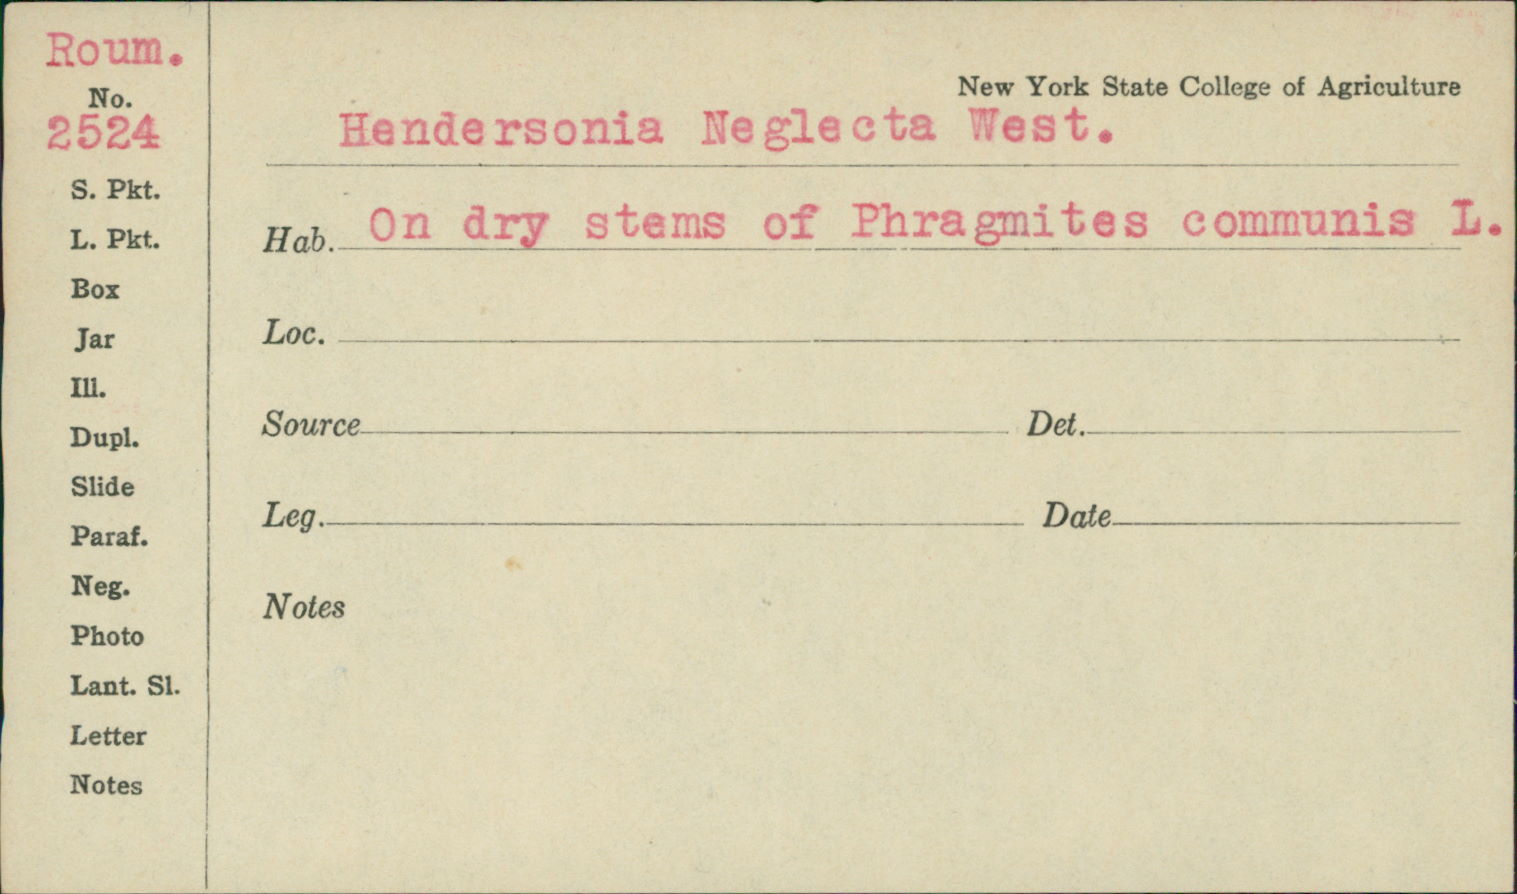 Roum.
No.
2524
S. Pkt.
L. Pkt.
Box
Jar
Ill.
Dupl.
Slide
Paraf.
Neg.
Photo
Lant. Sl.
Letter
Notes
New York State College of Agriculture
Hendersonia Neglecta West.
Hab. On dry stems of Phragmites communis L.
Loc.
Source Det.
Leg. Date
Notes